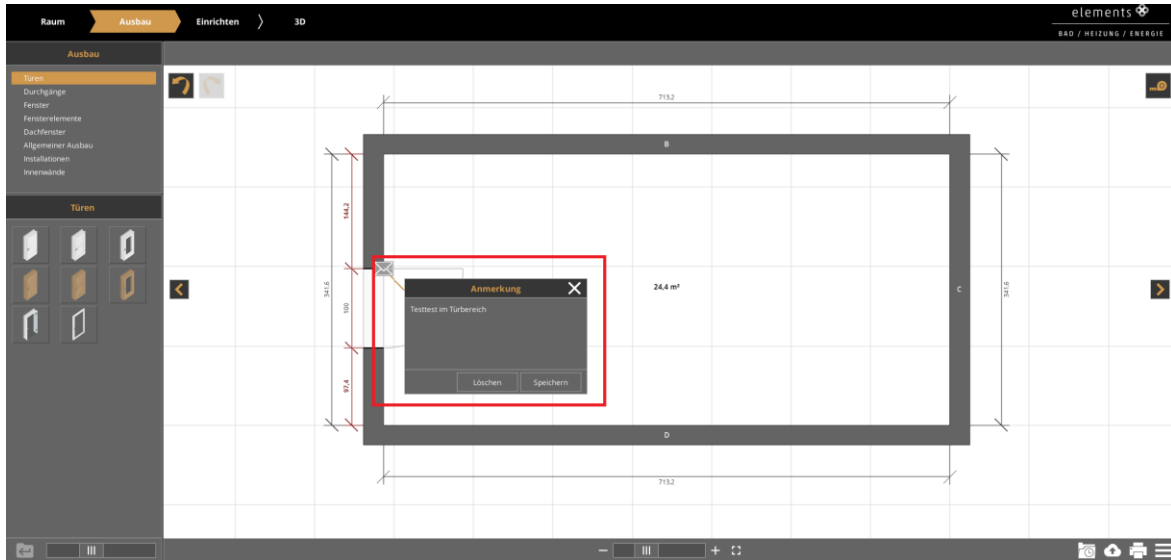 Raum Ausbau Einrichten 3D
elements
BAD / HEIZUNG / ENERGIE
Ausbau
Türen
Durchgänge
Fenster
Fensterelemente
Dachfenster
Allgemeiner Ausbau
Installationen
Innenwände
Türen
713,2
B
144,2
341,6
100
97,4
24,4 m²
C
341,6
Anmerkung
Testtest im Türbereich
Löschen Speichern
D
713,2